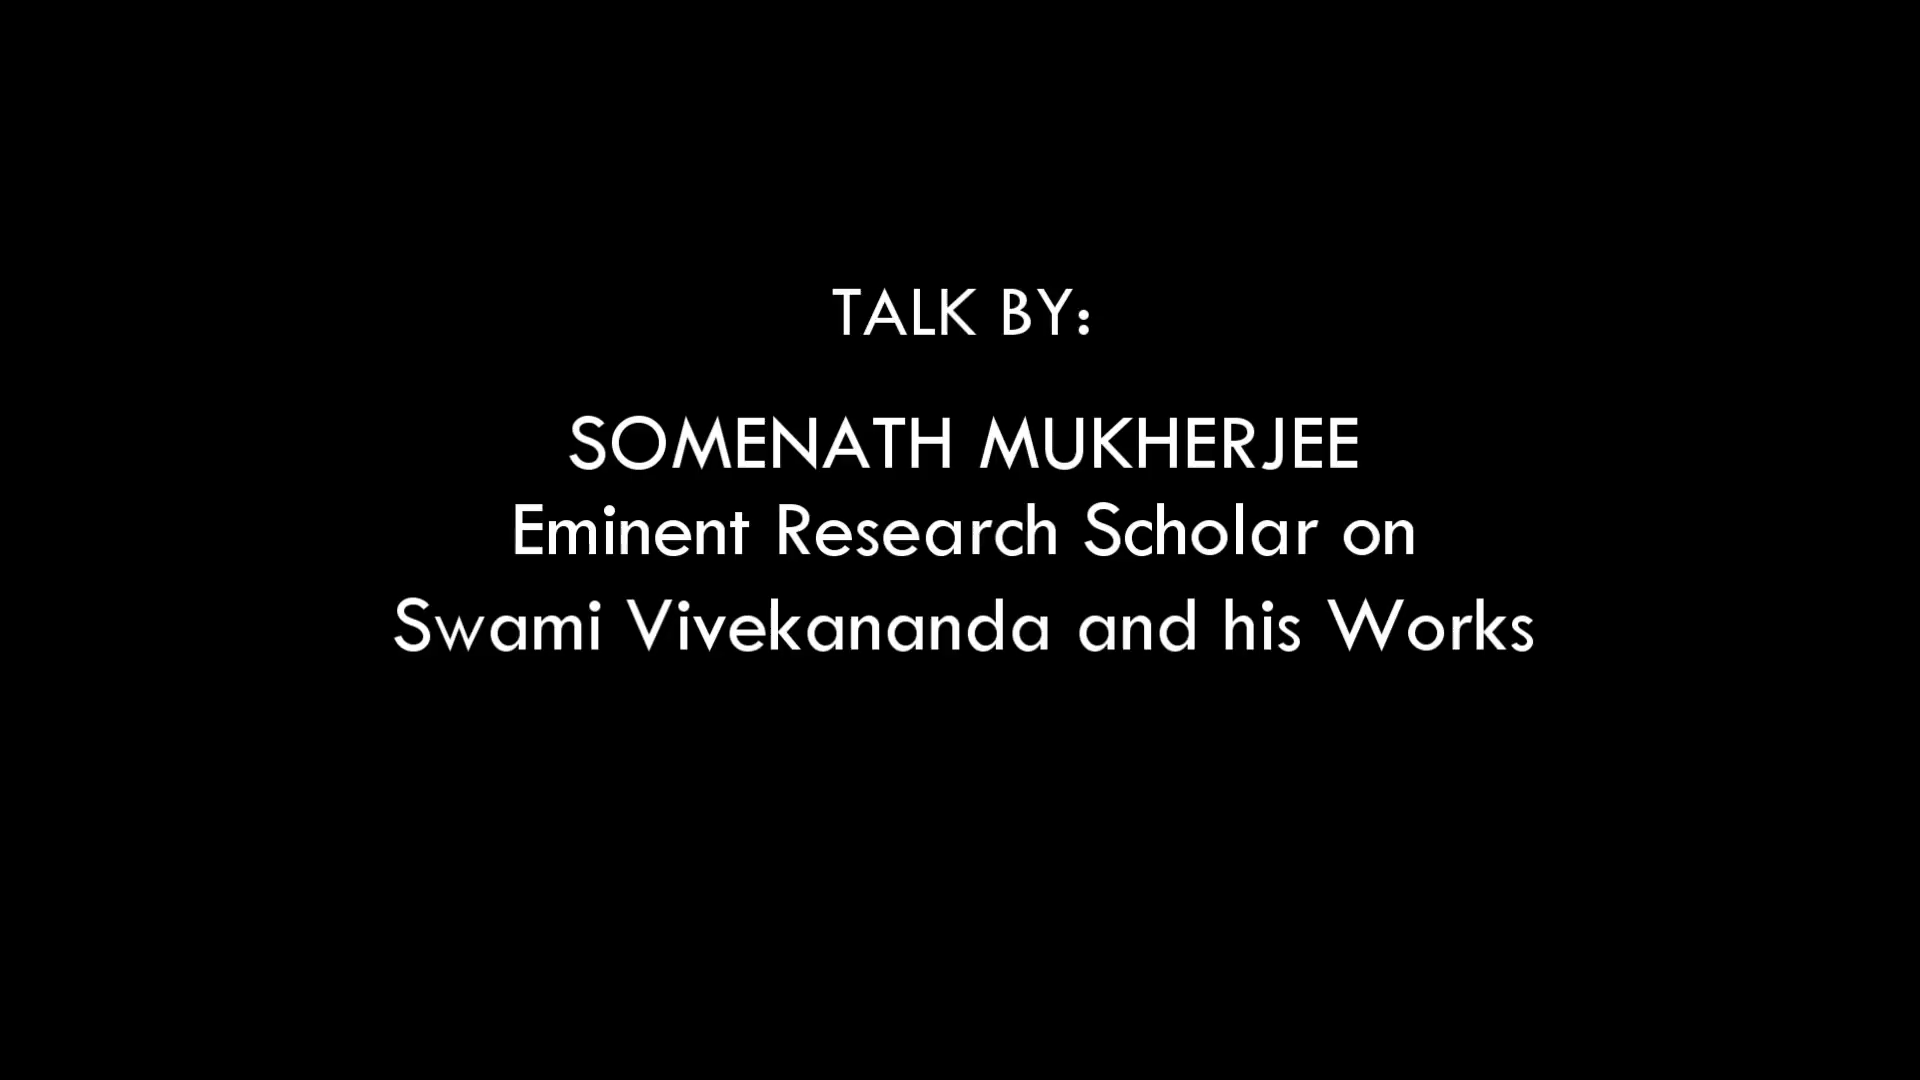 TALK BY:
SOMENATH MUKHERJEE
Eminent Research Scholar on
Swami Vivekananda and his Works